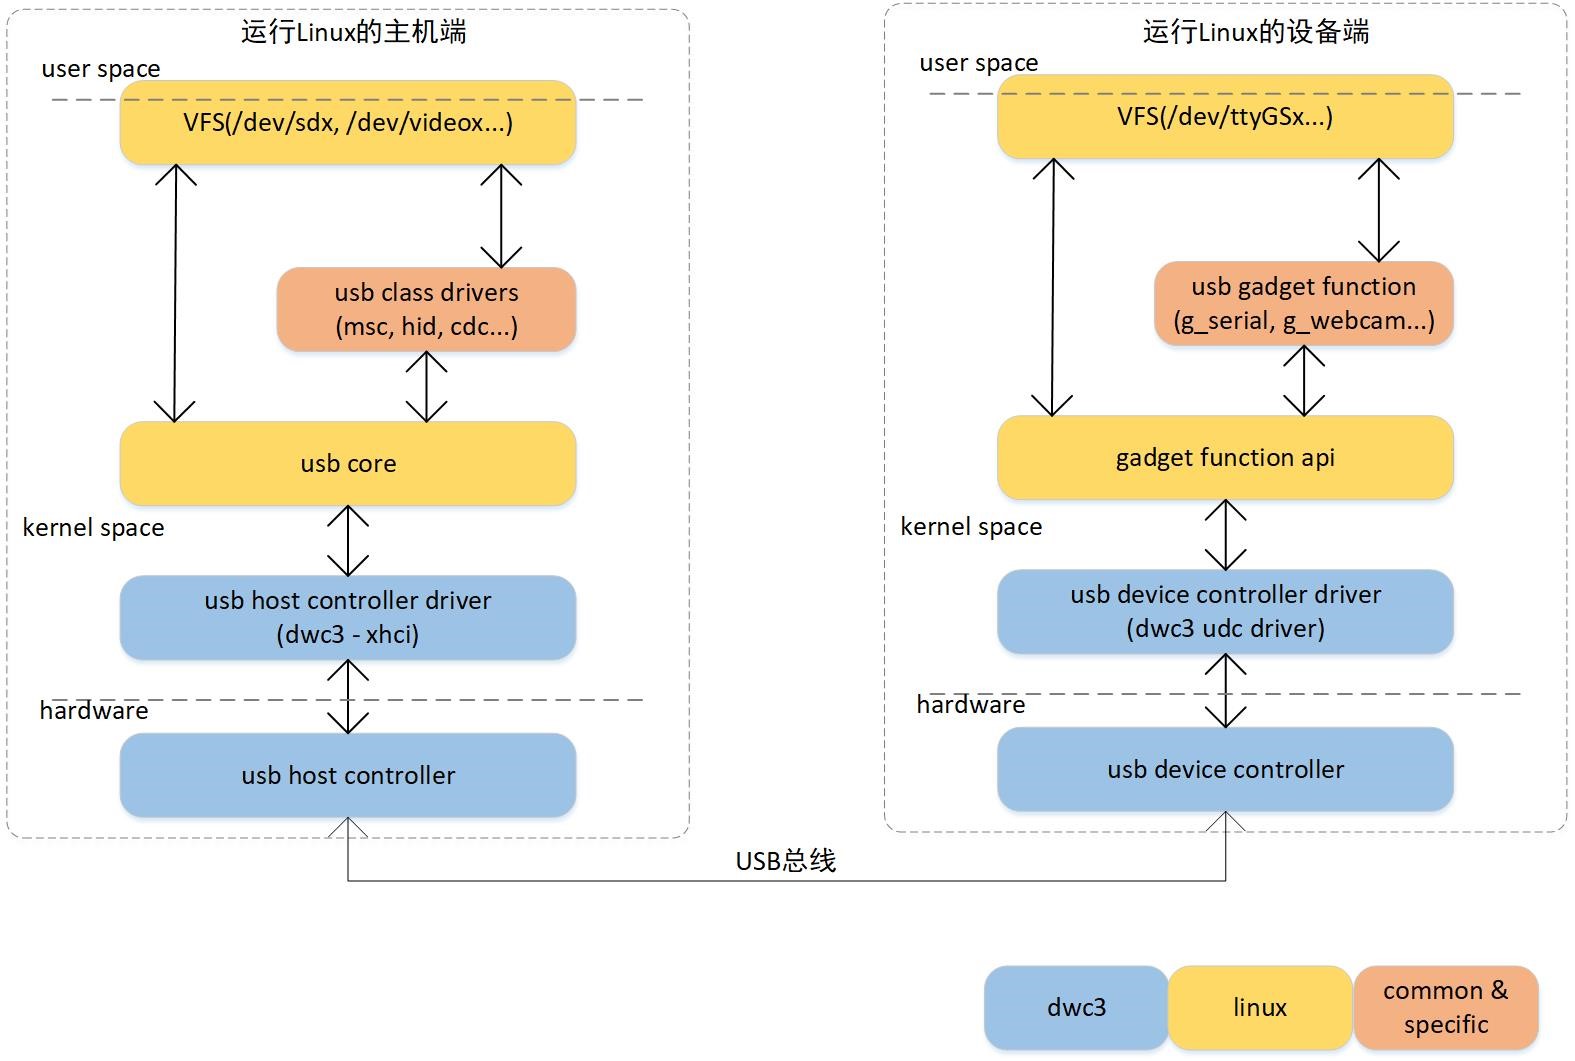 运行Linux的主机端
user space
VFS(/dev/sdx, /dev/videox...)
usb class drivers
(msc, hid, cdc...)
usb core
kernel space
usb host controller driver
(dwc3 - xhci)
hardware
usb host controller
运行Linux的设备端
user space
VFS(/dev/ttyGSx...)
usb gadget function
(g_serial, g_webcam...)
gadget function api
kernel space
usb device controller driver
(dwc3 udc driver)
hardware
usb device controller
USB总线
dwc3
linux
common &
specific